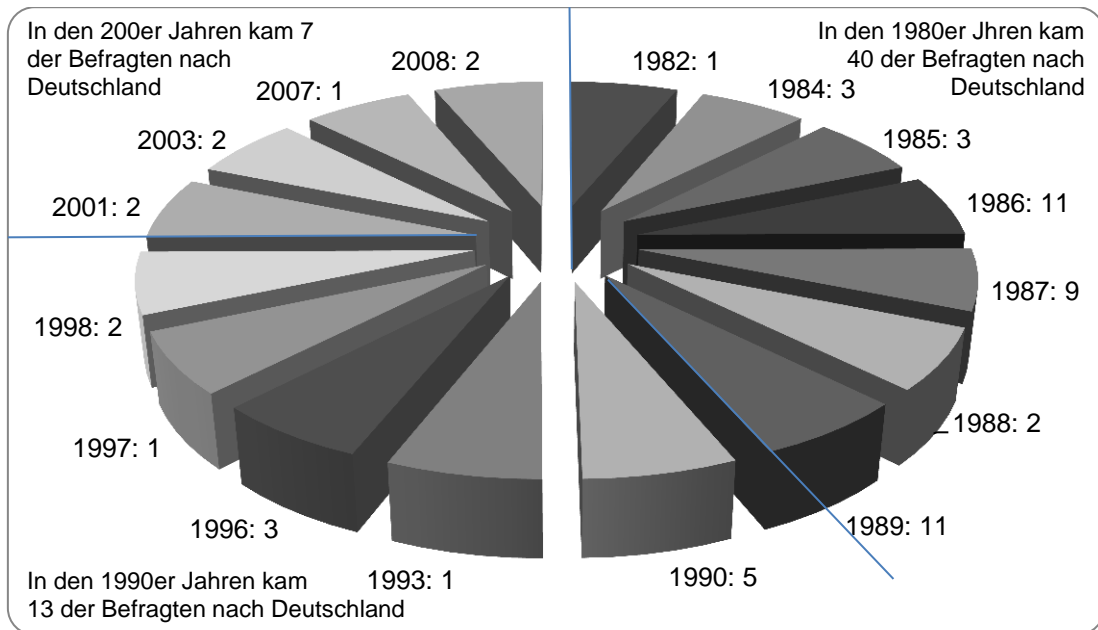 In den 200er Jahren kam 7
der Befragten nach
Deutschland
In den 1980er Jhren kam
40 der Befragten nach
Deutschland
1982: 1
1984: 3
1985: 3
1986: 11
1987: 9
1988: 2
1989: 11
1990: 5
1993: 1
1996: 3
1997: 1
1998: 2
2001: 2
2003: 2
2007: 1
2008: 2
In den 1990er Jahren kam
13 der Befragten nach Deutschland